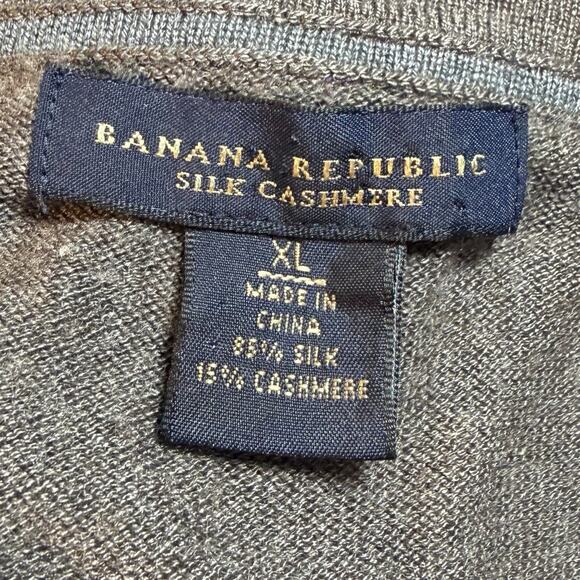 BANANA REPUBLIC
SILK CASHMERE
XL
MADE IN
CHINA
85% SILK
15% CASHMERE